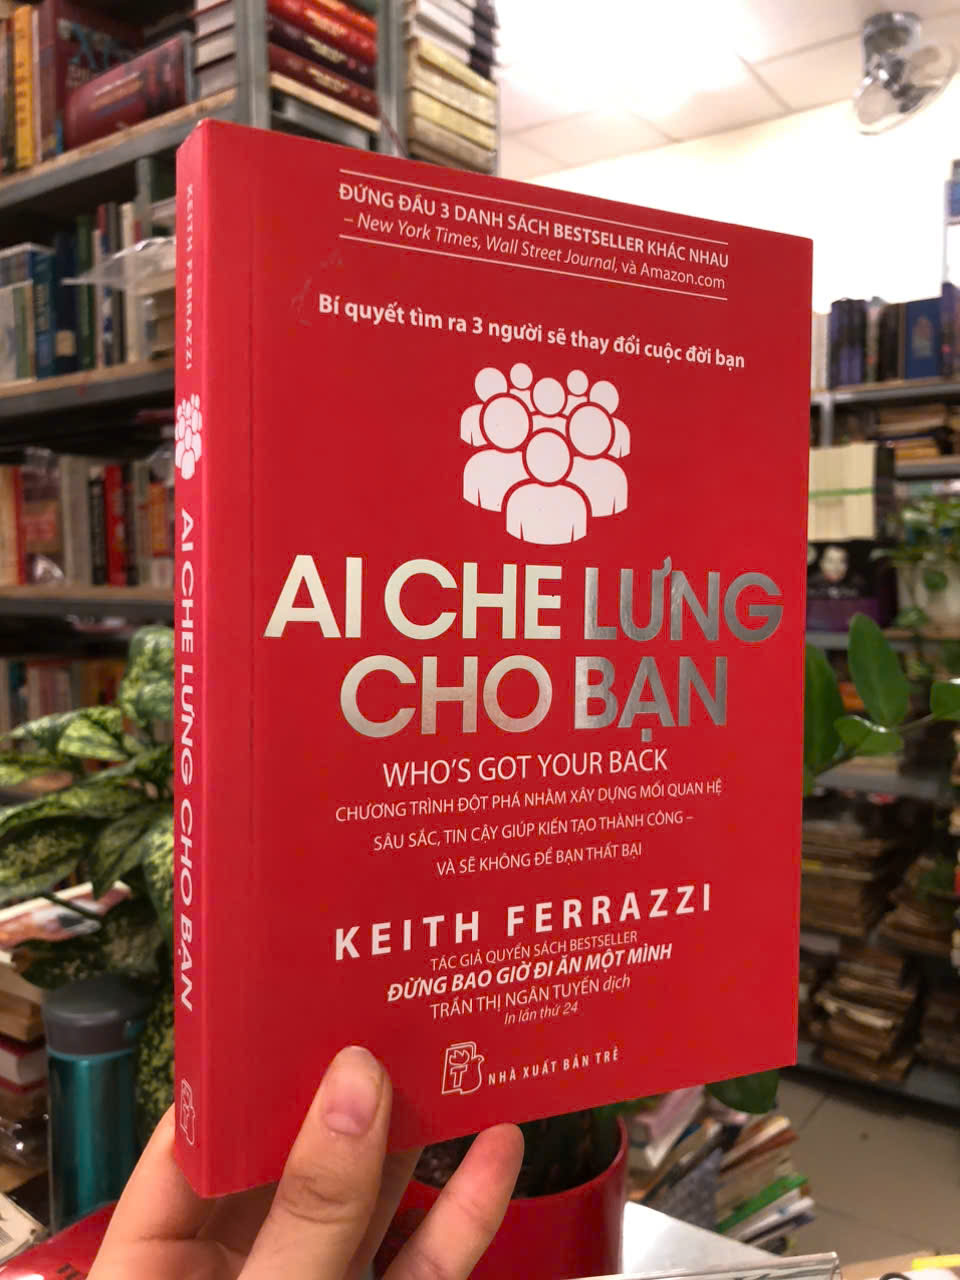 ĐỨNG ĐẦU 3 DANH SÁCH BESTSELLER KHÁC NHAU
– New York Times, Wall Street Journal, và Amazon.com
Bí quyết tìm ra 3 người sẽ thay đổi cuộc đời bạn
AI CHE LƯNG
CHO BẠN
WHO'S GOT YOUR BACK
CHƯƠNG TRÌNH ĐỘT PHÁ NHẰM XÂY DỰNG MỐI QUAN HỆ
SÂU SẮC, TIN CẬY GIÚP KIẾN TẠO THÀNH CÔNG –
VÀ SẼ KHÔNG ĐỂ BẠN THẤT BẠI
KEITH FERRAZZI
TÁC GIẢ QUYỂN SÁCH BESTSELLER
ĐỪNG BAO GIỜ ĐI ĂN MỘT MÌNH
TRẦN THỊ NGÂN TUYẾN dịch
In lần thứ 24
NHÀ XUẤT BẢN TRẺ
KEITH FERRAZZI
AI CHE LƯNG CHO BẠN